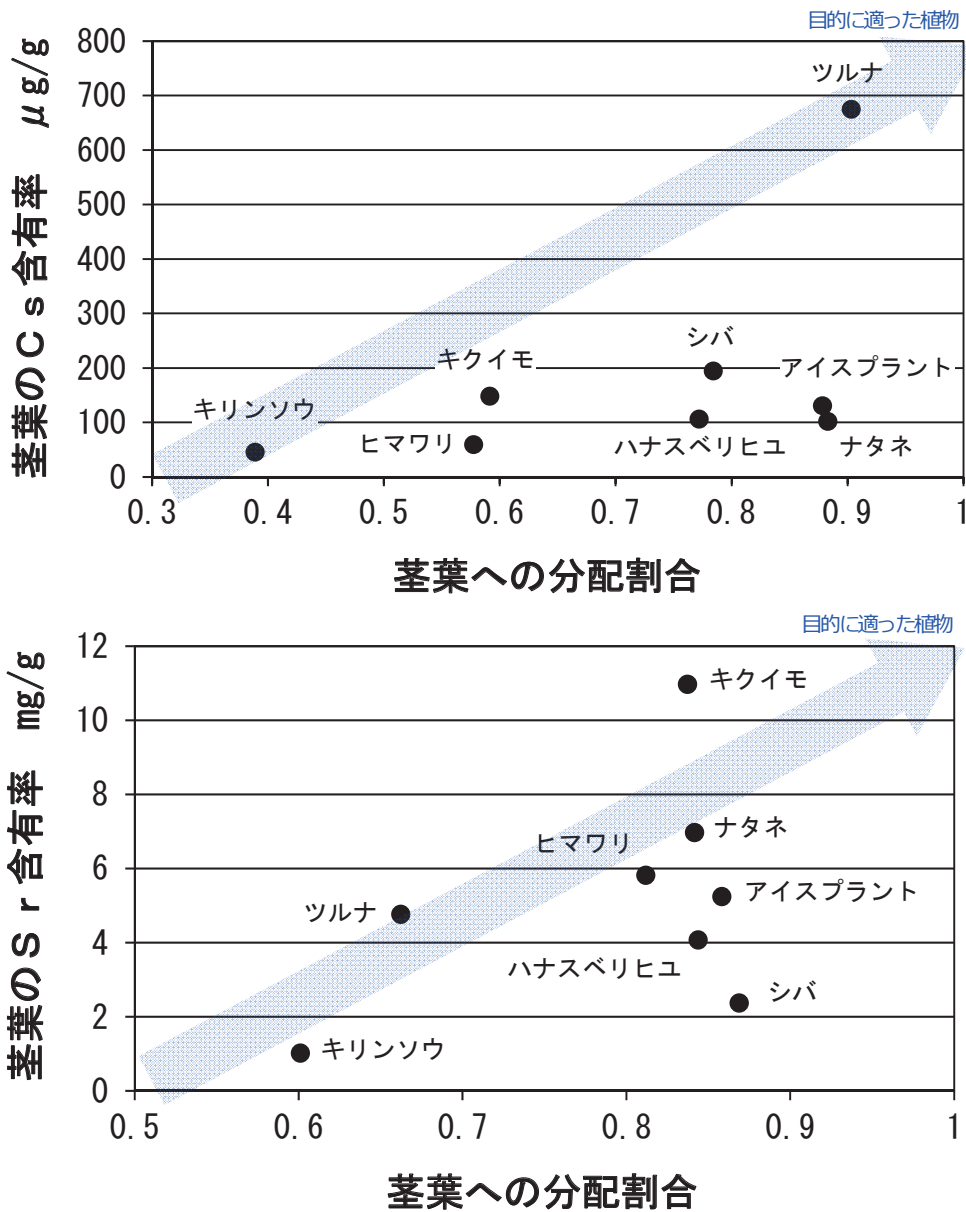 目的に適った植物
800
700
600
500
400
300
200
100
0
茎葉のCs含有率 μg/g
ツルナ
シバ
キクイモ
アイスプラント
キリンソウ
ヒマワリ
ハナスベリヒユ
ナタネ
0.3 0.4 0.5 0.6 0.7 0.8 0.9 1
茎葉への分配割合
目的に適った植物
12
10
8
6
4
2
0
茎葉のSr含有率 mg/g
キクイモ
ナタネ
ヒマワリ
アイスプラント
ツルナ
ハナスベリヒユ
シバ
キリンソウ
0.5 0.6 0.7 0.8 0.9 1
茎葉への分配割合